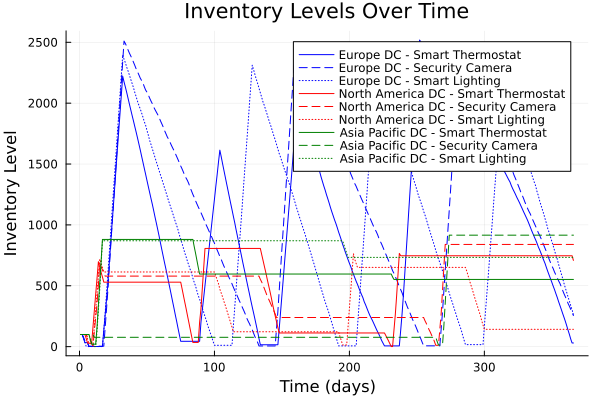 Inventory Levels Over Time
Inventory Level
2500
2000
1500
1000
500
0
Europe DC - Smart Thermostat
Europe DC - Security Camera
Europe DC - Smart Lighting
North America DC - Smart Thermostat
North America DC - Security Camera
North America DC - Smart Lighting
Asia Pacific DC - Smart Thermostat
Asia Pacific DC - Security Camera
Asia Pacific DC - Smart Lighting
0 100 200 300
Time (days)